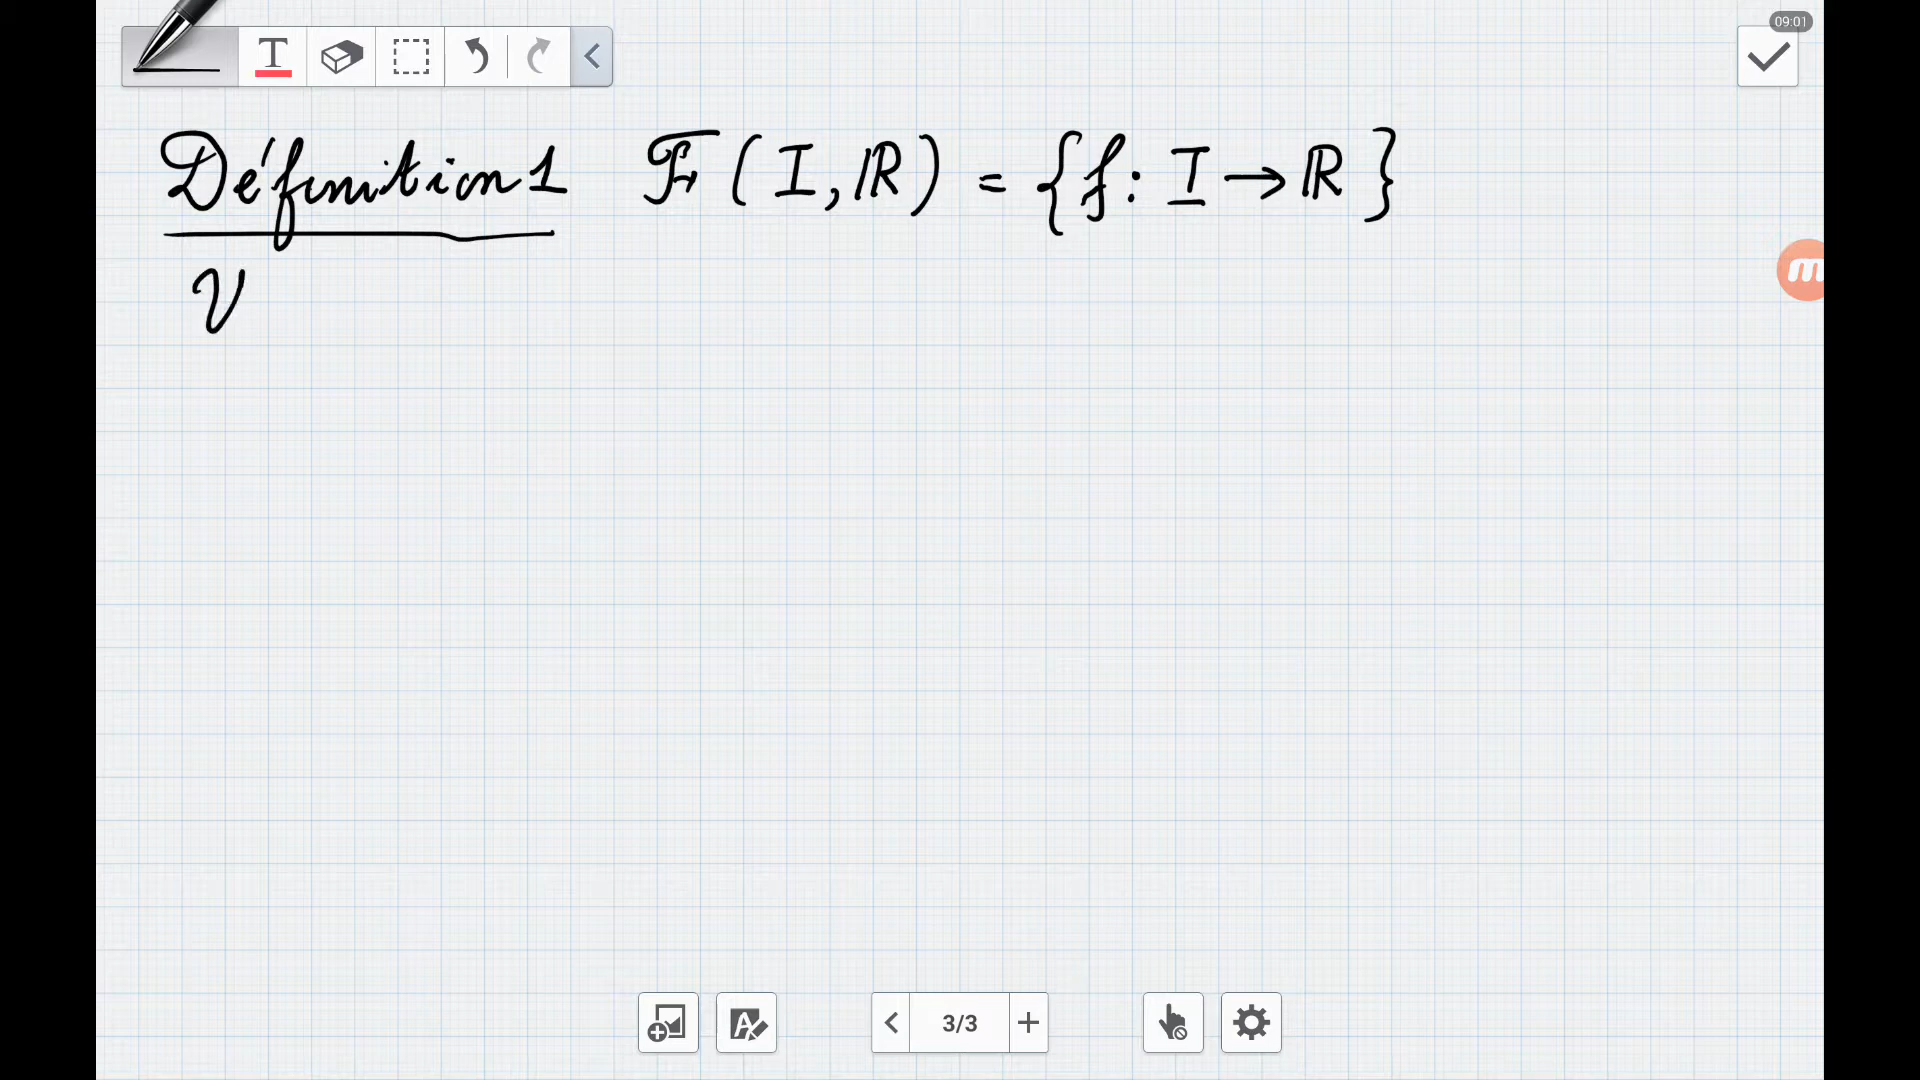 09:01
T
Définition 1 F(I, ℝ) = {f: I → ℝ}
V
A
3/3